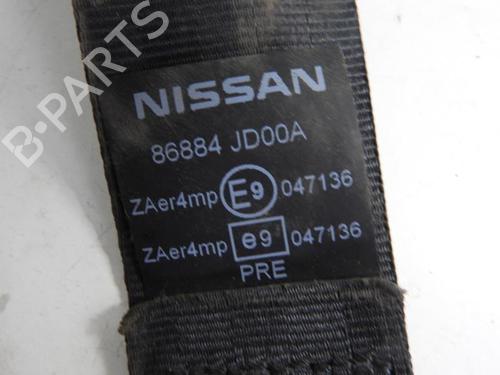 B-PARTS
NISSAN
86884 JD00A
ZAer4mp E9 047136
ZAer4mp e9 047136
PRE